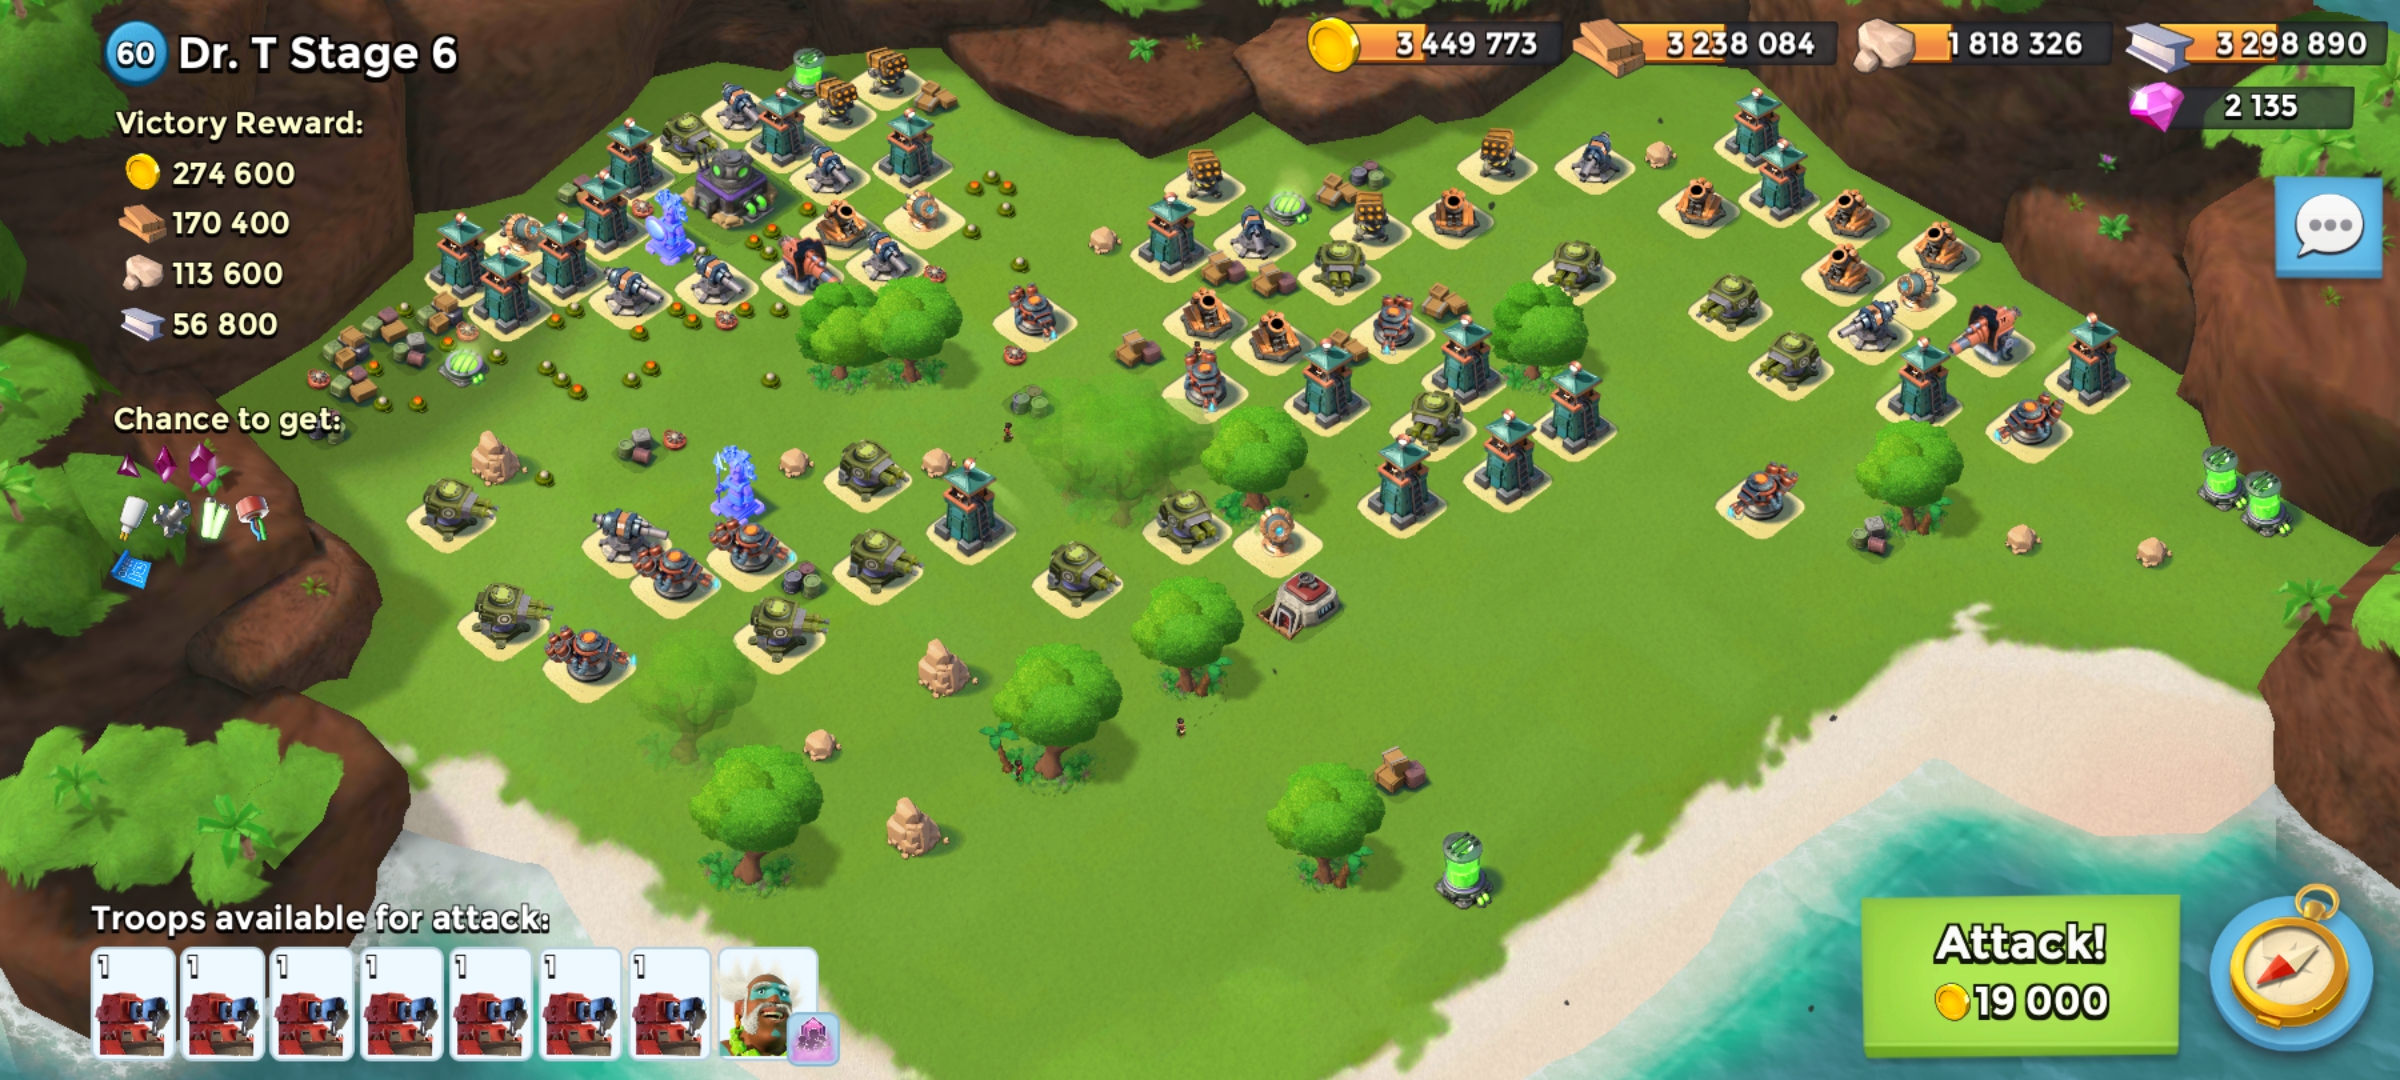 60 Dr. T Stage 6
3 449 773
3 238 084
1 818 326
3 298 890
2 135
Victory Reward:
274 600
170 400
113 600
56 800
Chance to get:
Troops available for attack:
1 1 1 1 1 1 1
Attack!
19 000